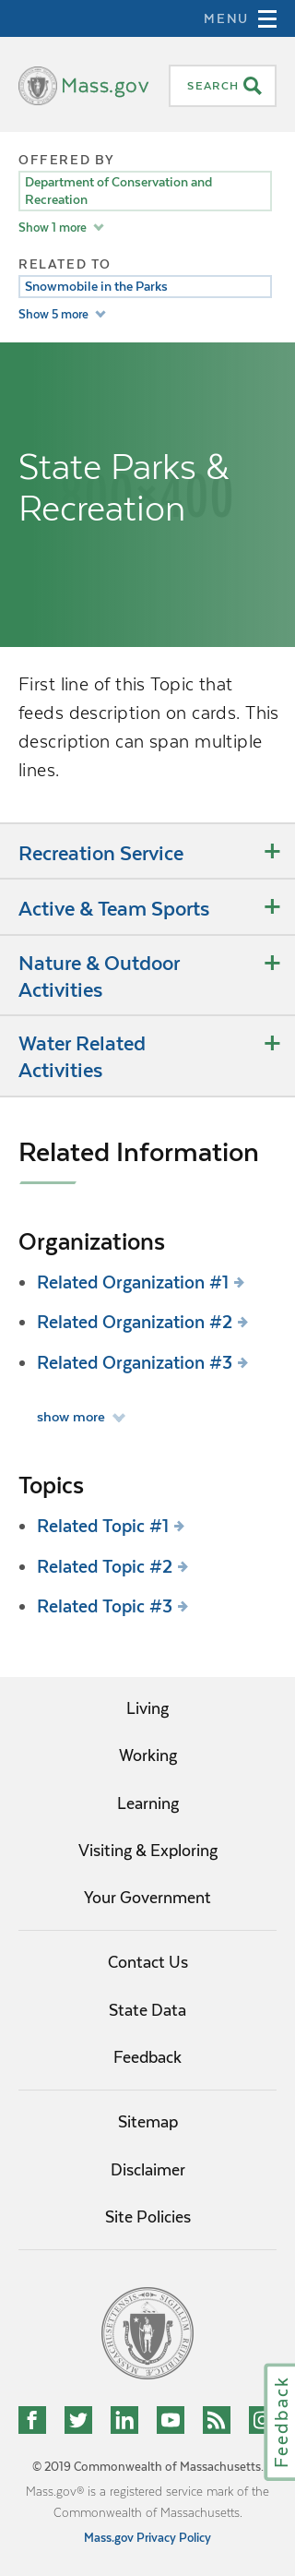 MENU
Mass.gov
SEARCH
OFFERED BY
Department of Conservation and
Recreation
Show 1 more
RELATED TO
Snowmobile in the Parks
Show 5 more
State Parks &
Recreation
First line of this Topic that
feeds description on cards. This
description can span multiple
lines.
Recreation Service
Active & Team Sports
Nature & Outdoor
Activities
Water Related
Activities
Related Information
Organizations
Related Organization #1
Related Organization #2
Related Organization #3
show more
Topics
Related Topic #1
Related Topic #2
Related Topic #3
Living
Working
Learning
Visiting & Exploring
Your Government
Contact Us
State Data
Feedback
Sitemap
Disclaimer
Site Policies
Feedback
© 2019 Commonwealth of Massachusetts.
Mass.gov® is a registered service mark of the
Commonwealth of Massachusetts.
Mass.gov Privacy Policy